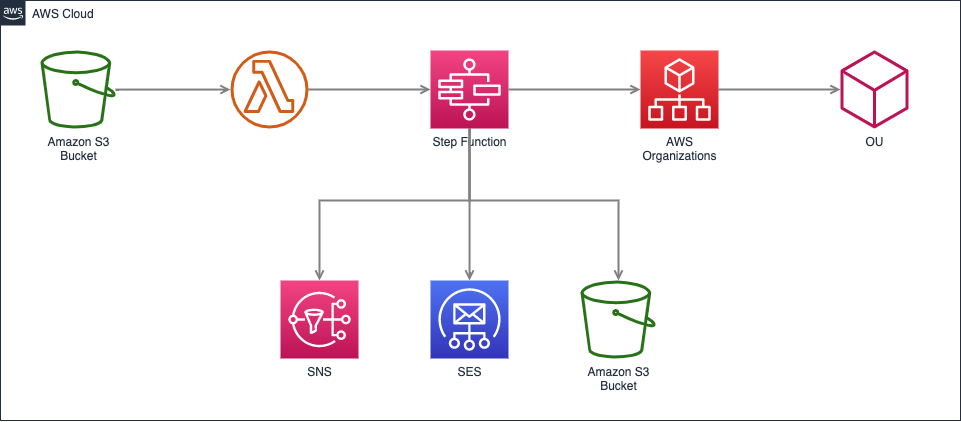 aws
AWS Cloud
Amazon S3
Bucket
Step Function
AWS
Organizations
OU
SNS
SES
Amazon S3
Bucket